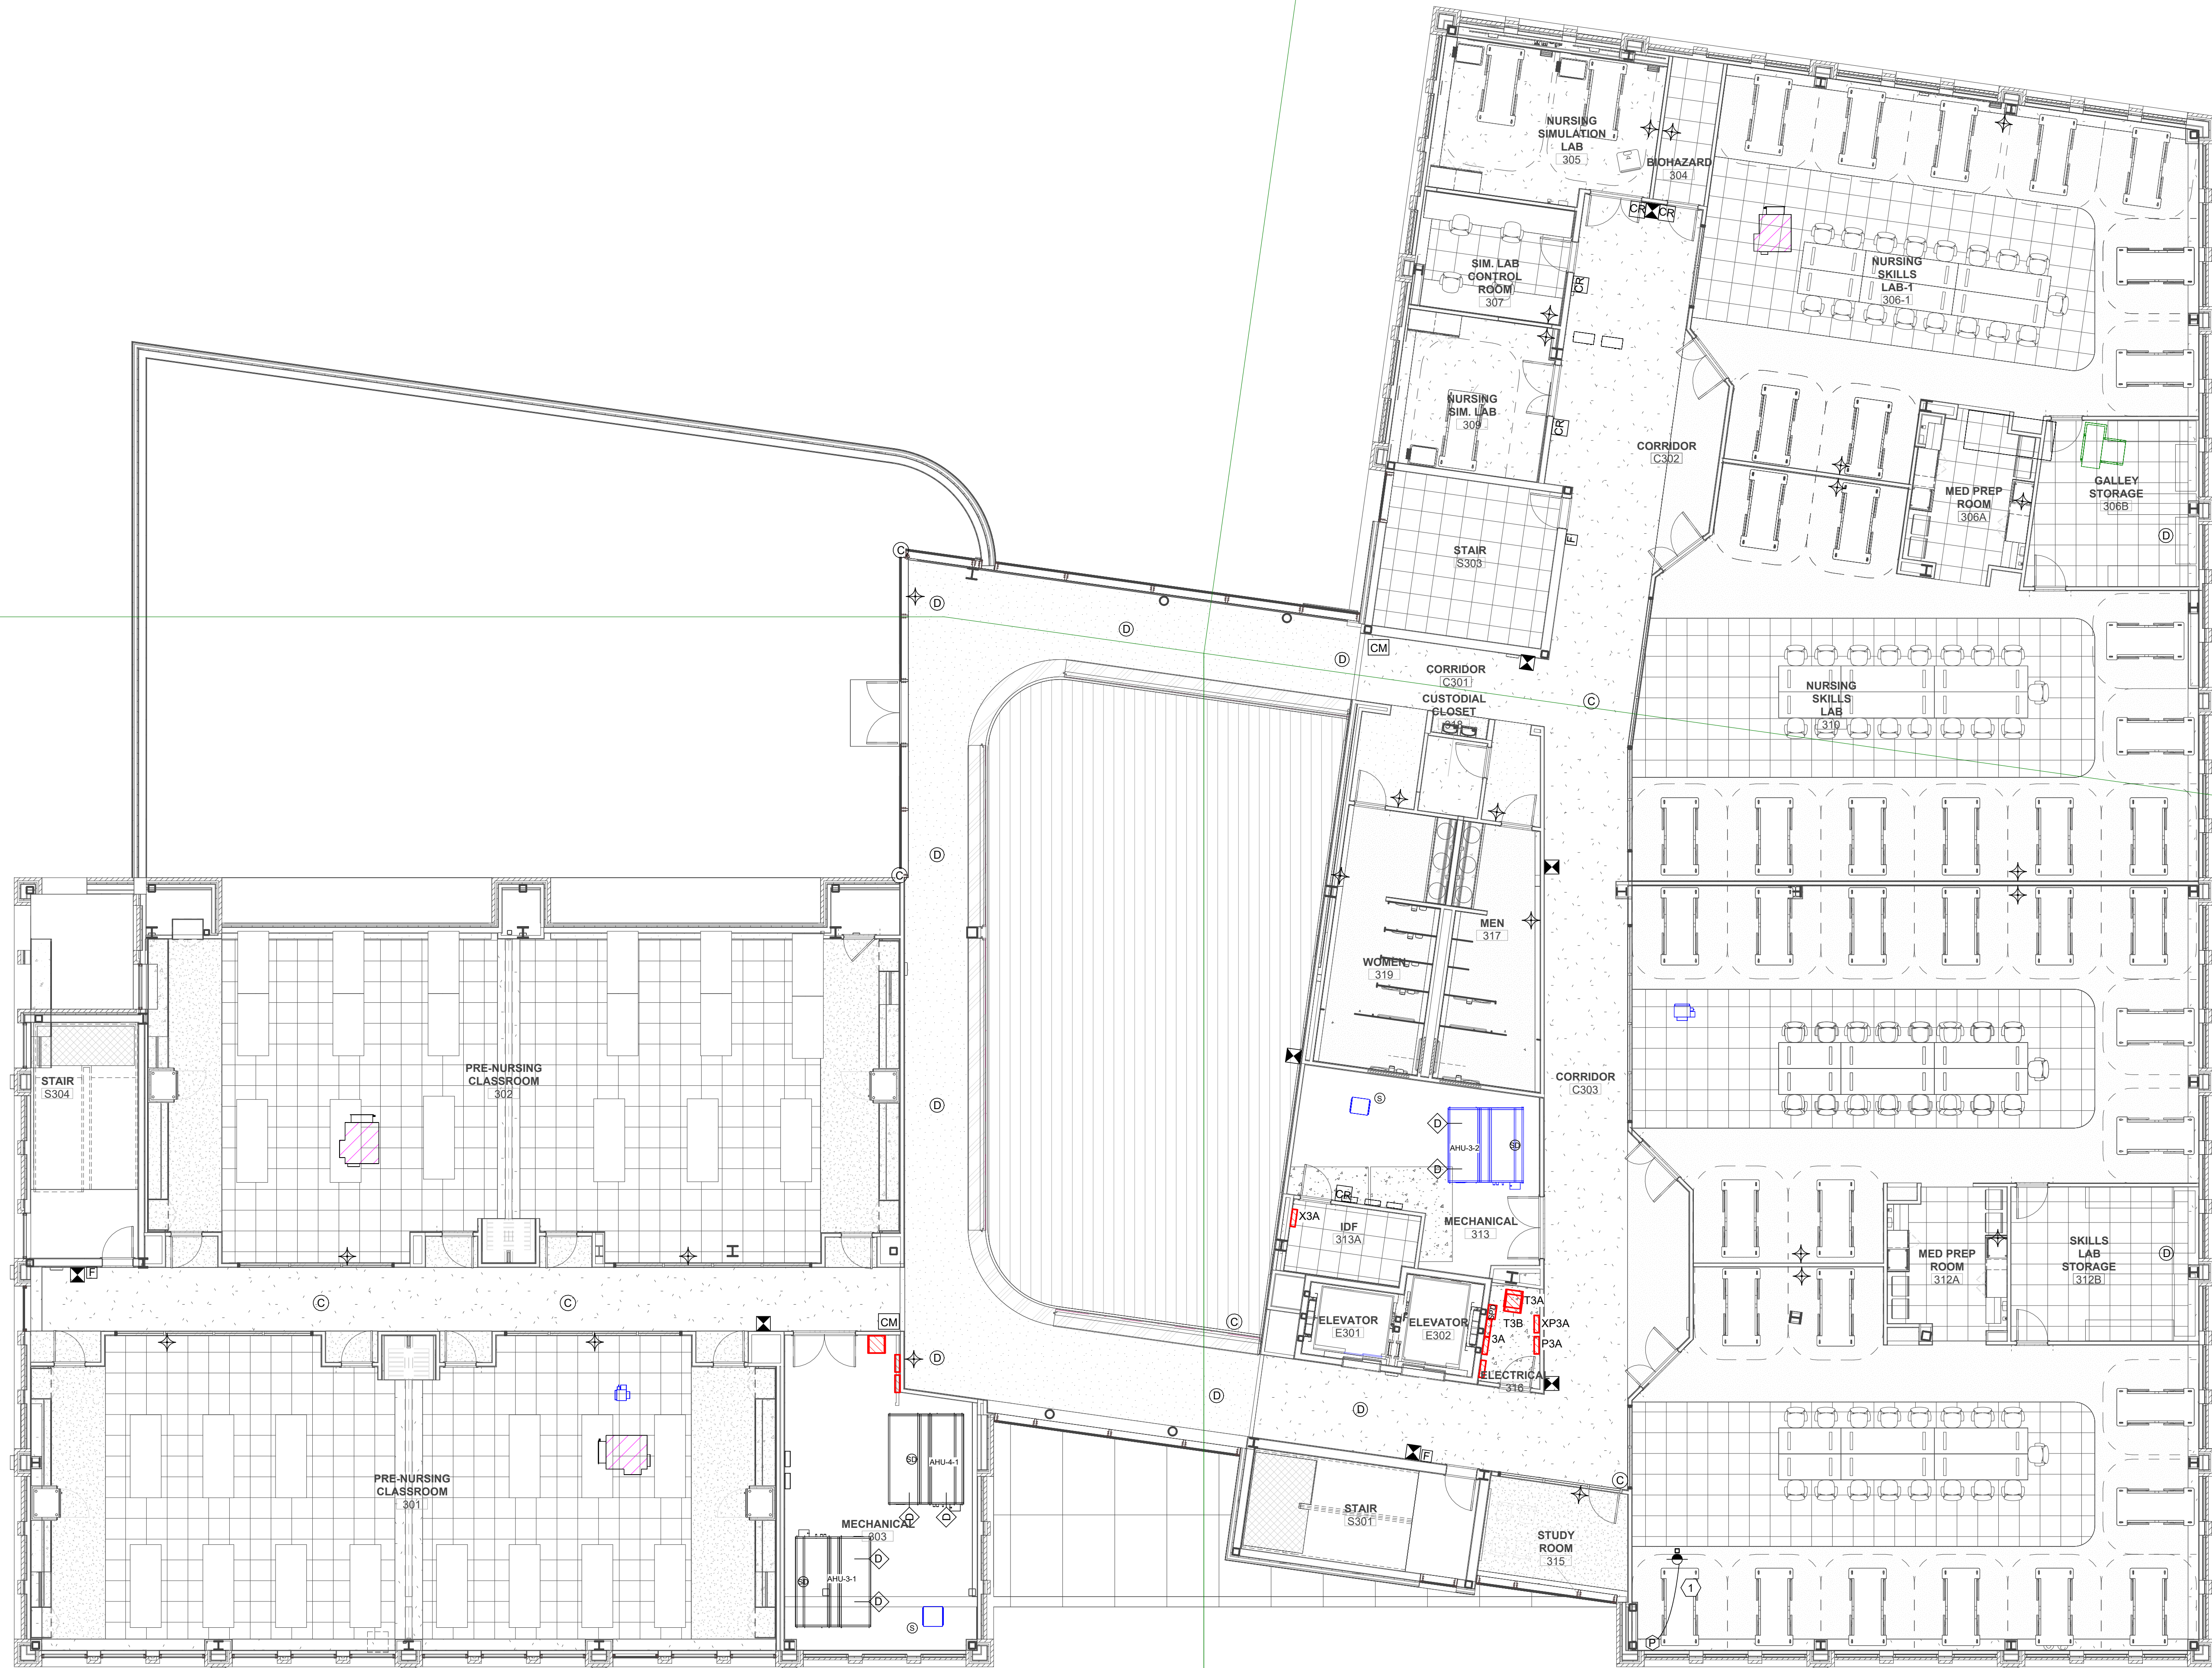 NURSING
SIMULATION
LAB
305
BIOHAZARD
304
CR
CR
SIM. LAB
CONTROL
ROOM
307
CR
NURSING
SKILLS
LAB-1
306-1
NURSING
SIM. LAB
309
CR
CORRIDOR
C302
MED PREP
ROOM
306A
GALLEY
STORAGE
306B
D
STAIR
S303
F
C
D
D
D
CM
CORRIDOR
C301
CUSTODIAL
CLOSET
318
C
NURSING
SKILLS
LAB
310
C
D
MEN
317
WOMEN
319
STAIR
S304
PRE-NURSING
CLASSROOM
302
D
CORRIDOR
C303
S
D
AHU-3-2
SD
D
CR
X3A
IDF
313A
MECHANICAL
313
MED PREP
ROOM
312A
SKILLS
LAB
STORAGE
312B
D
F
C
C
CM
C
ELEVATOR
E301
ELEVATOR
E302
T3A
T3B
XP3A
3A
P3A
ELECTRICAL
316
D
D
D
F
C
PRE-NURSING
CLASSROOM
301
SD
AHU-4-1
D
D
MECHANICAL
303
D
SD
AHU-3-1
D
S
STAIR
S301
STUDY
ROOM
315
1
P